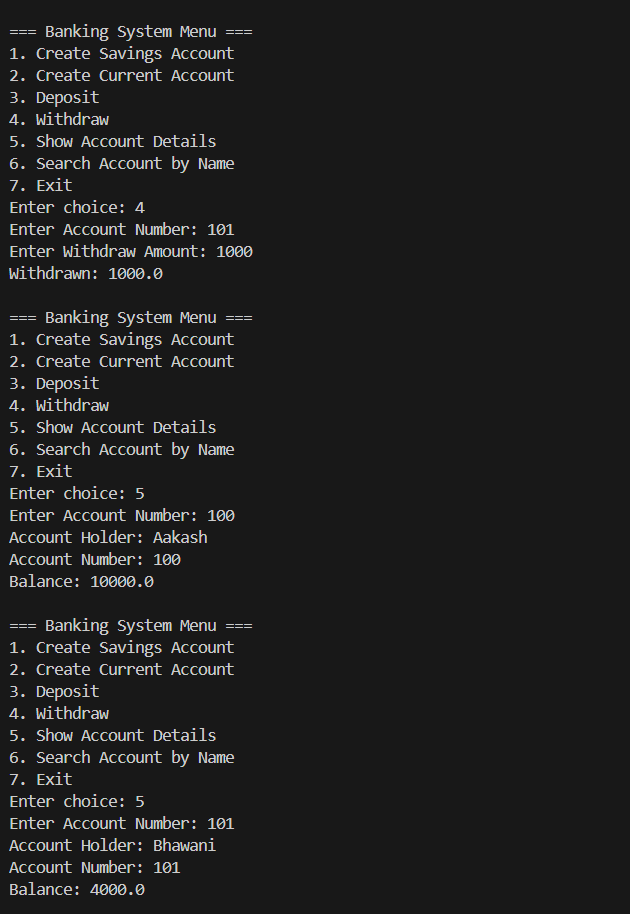 === Banking System Menu ===
1. Create Savings Account
2. Create Current Account
3. Deposit
4. Withdraw
5. Show Account Details
6. Search Account by Name
7. Exit
Enter choice: 4
Enter Account Number: 101
Enter Withdraw Amount: 1000
Withdrawn: 1000.0

=== Banking System Menu ===
1. Create Savings Account
2. Create Current Account
3. Deposit
4. Withdraw
5. Show Account Details
6. Search Account by Name
7. Exit
Enter choice: 5
Enter Account Number: 100
Account Holder: Aakash
Account Number: 100
Balance: 10000.0

=== Banking System Menu ===
1. Create Savings Account
2. Create Current Account
3. Deposit
4. Withdraw
5. Show Account Details
6. Search Account by Name
7. Exit
Enter choice: 5
Enter Account Number: 101
Account Holder: Bhawani
Account Number: 101
Balance: 4000.0